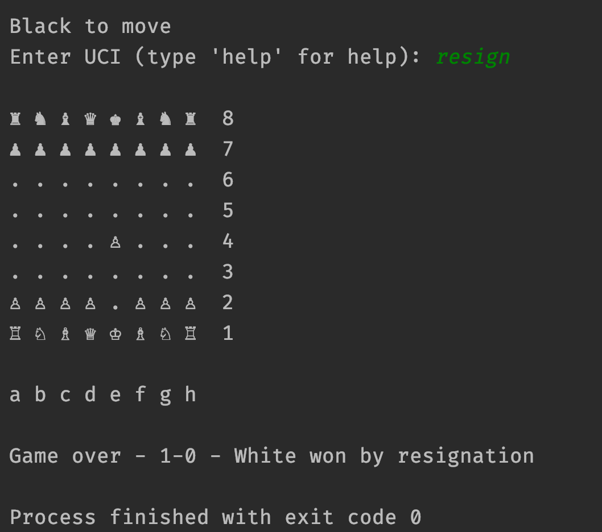 Black to move
Enter UCI (type 'help' for help): resign
♜ ♞ ♝ ♛ ♚ ♝ ♞ ♜  8
♟ ♟ ♟ ♟ ♟ ♟ ♟ ♟  7
. . . . . . . .  6
. . . . . . . .  5
. . . . ♙ . . .  4
. . . . . . . .  3
♙ ♙ ♙ ♙ . ♙ ♙ ♙  2
♖ ♘ ♗ ♕ ♔ ♗ ♘ ♖  1
a b c d e f g h
Game over - 1-0 - White won by resignation
Process finished with exit code 0